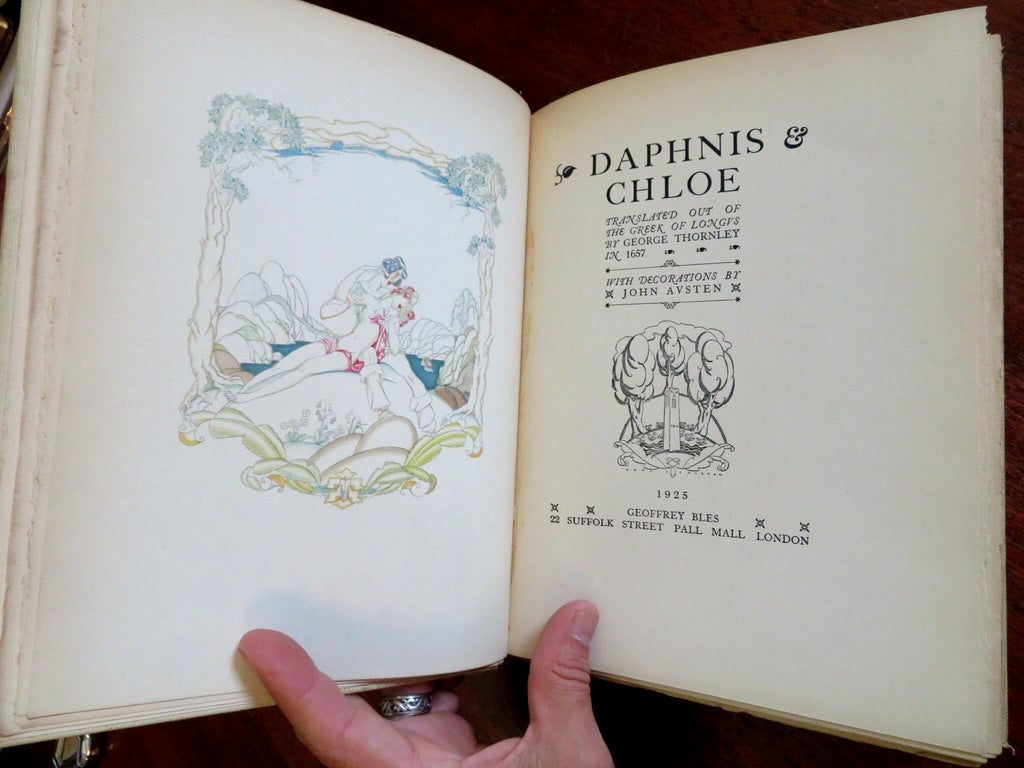 DAPHNIS &
CHLOE
TRANSLATED OUT OF
THE GREEK OF LONGVS
BY GEORGE THORNLEY
IN 1657
WITH DECORATIONS BY
JOHN AVSTEN
1925
GEOFFREY BLES
22 SUFFOLK STREET PALL MALL LONDON